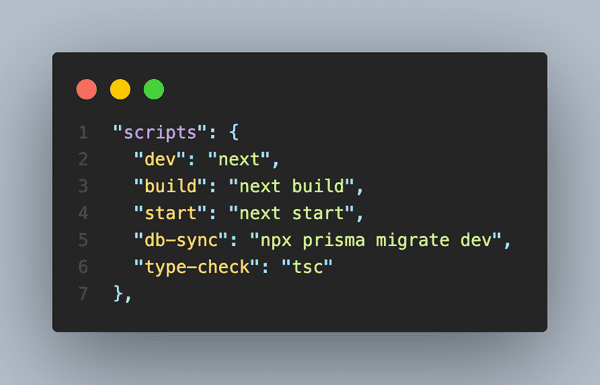 1 "scripts": {
2 "dev": "next",
3 "build": "next build",
4 "start": "next start",
5 "db-sync": "npx prisma migrate dev",
6 "type-check": "tsc"
7 },